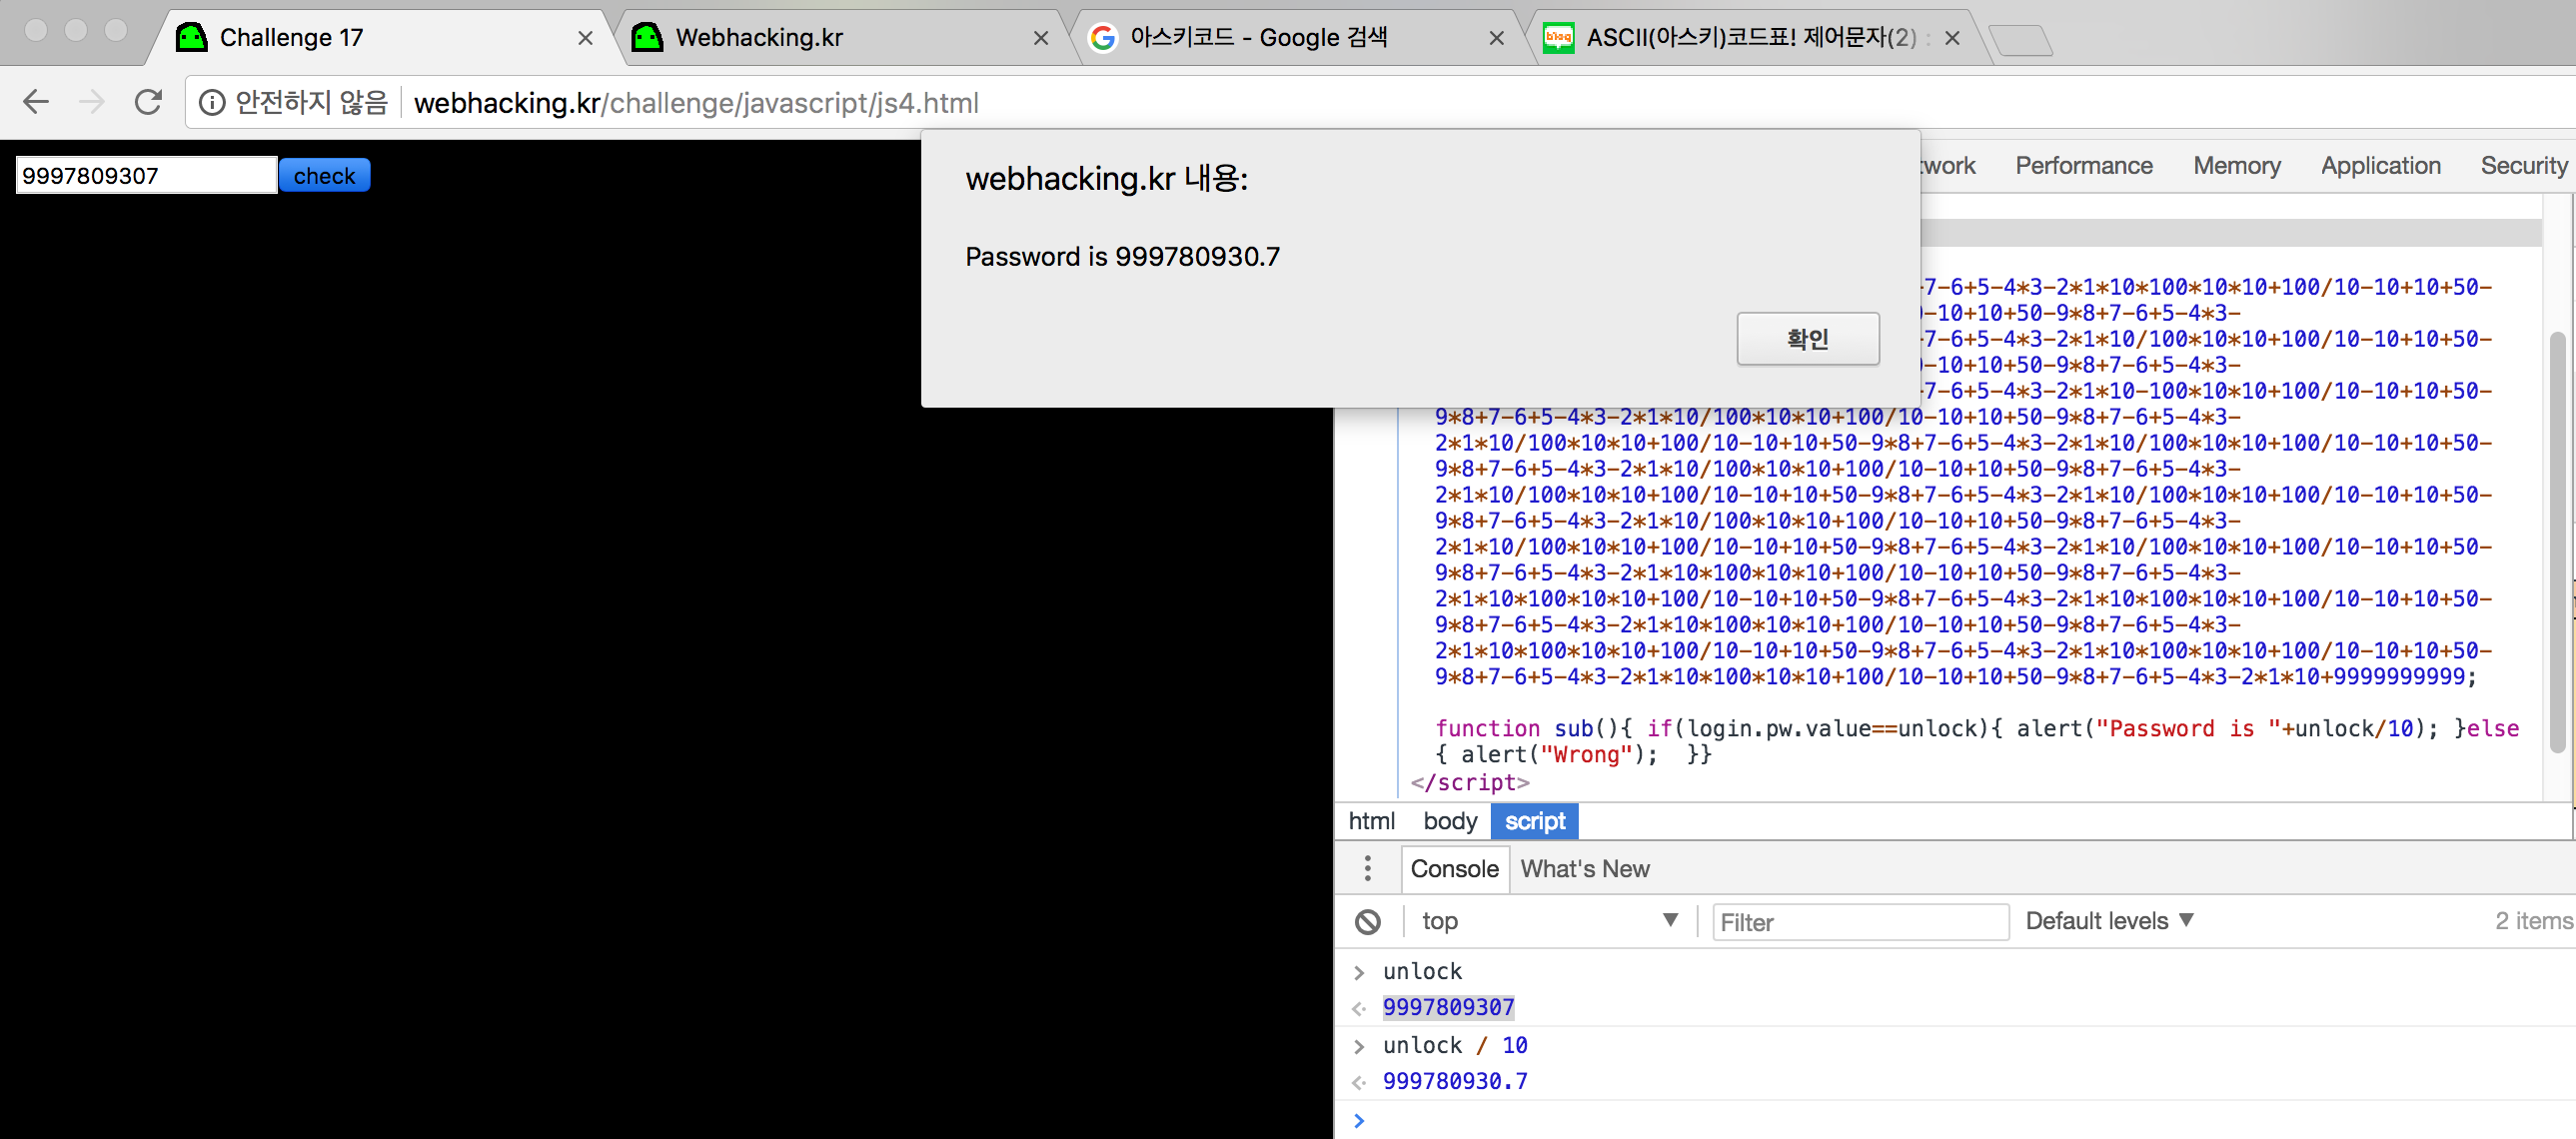 Challenge 17
Webhacking.kr
아스키코드 - Google 검색
ASCII(아스키)코드표! 제어문자(2) :
안전하지 않음 webhacking.kr/challenge/javascript/js4.html
9997809307 check
webhacking.kr 내용:
Password is 999780930.7
확인
twork Performance Memory Application Security
+7-6+5-4*3-2*1*10*100*10*10+100/10-10+10+50-
-10+10+50-9*8+7-6+5-4*3-
+7-6+5-4*3-2*1*10/100*10*10+100/10-10+10+50-
-10+10+50-9*8+7-6+5-4*3-
+7-6+5-4*3-2*1*10-100*10*10+100/10-10+10+50-
9*8+7-6+5-4*3-2*1*10/100*10*10+100/10-10+10+50-9*8+7-6+5-4*3-
2*1*10/100*10*10+100/10-10+10+50-9*8+7-6+5-4*3-2*1*10/100*10*10+100/10-10+10+50-
9*8+7-6+5-4*3-2*1*10/100*10*10+100/10-10+10+50-9*8+7-6+5-4*3-
2*1*10/100*10*10+100/10-10+10+50-9*8+7-6+5-4*3-2*1*10/100*10*10+100/10-10+10+50-
9*8+7-6+5-4*3-2*1*10/100*10*10+100/10-10+10+50-9*8+7-6+5-4*3-
2*1*10/100*10*10+100/10-10+10+50-9*8+7-6+5-4*3-2*1*10/100*10*10+100/10-10+10+50-
9*8+7-6+5-4*3-2*1*10*100*10*10+100/10-10+10+50-9*8+7-6+5-4*3-
2*1*10*100*10*10+100/10-10+10+50-9*8+7-6+5-4*3-2*1*10*100*10*10+100/10-10+10+50-
9*8+7-6+5-4*3-2*1*10*100*10*10+100/10-10+10+50-9*8+7-6+5-4*3-
2*1*10*100*10*10+100/10-10+10+50-9*8+7-6+5-4*3-2*1*10*100*10*10+100/10-10+10+50-
9*8+7-6+5-4*3-2*1*10*100*10*10+100/10-10+10+50-9*8+7-6+5-4*3-2*1*10+9999999999;
function sub(){ if(login.pw.value==unlock){ alert("Password is "+unlock/10); }else
{ alert("Wrong");  }}
</script>
html body script
Console What's New
top Filter Default levels 2 items
unlock
9997809307
unlock / 10
999780930.7